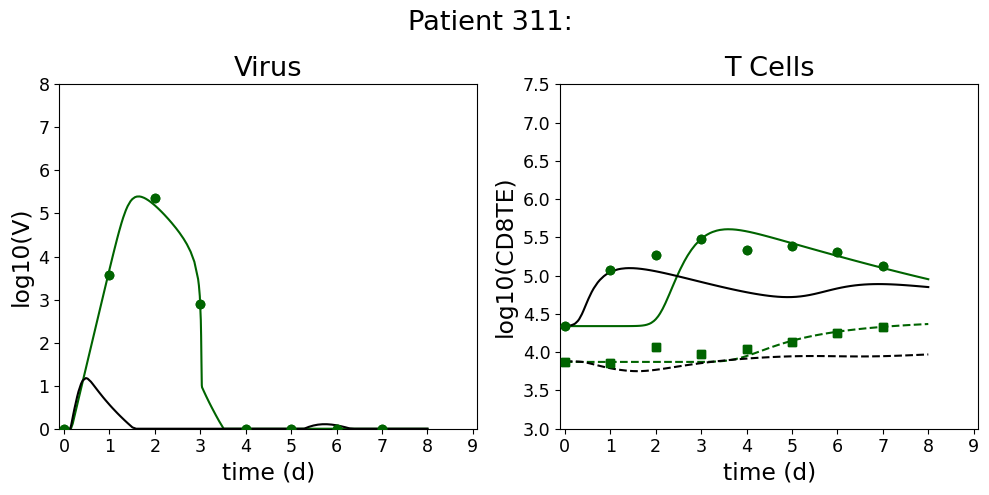 Patient 311:
Virus
T Cells
log10(V)
8
7
6
5
4
3
2
1
0
0 1 2 3 4 5 6 7 8 9
time (d)
log10(CD8TE)
7.5
7.0
6.5
6.0
5.5
5.0
4.5
4.0
3.5
3.0
0 1 2 3 4 5 6 7 8 9
time (d)